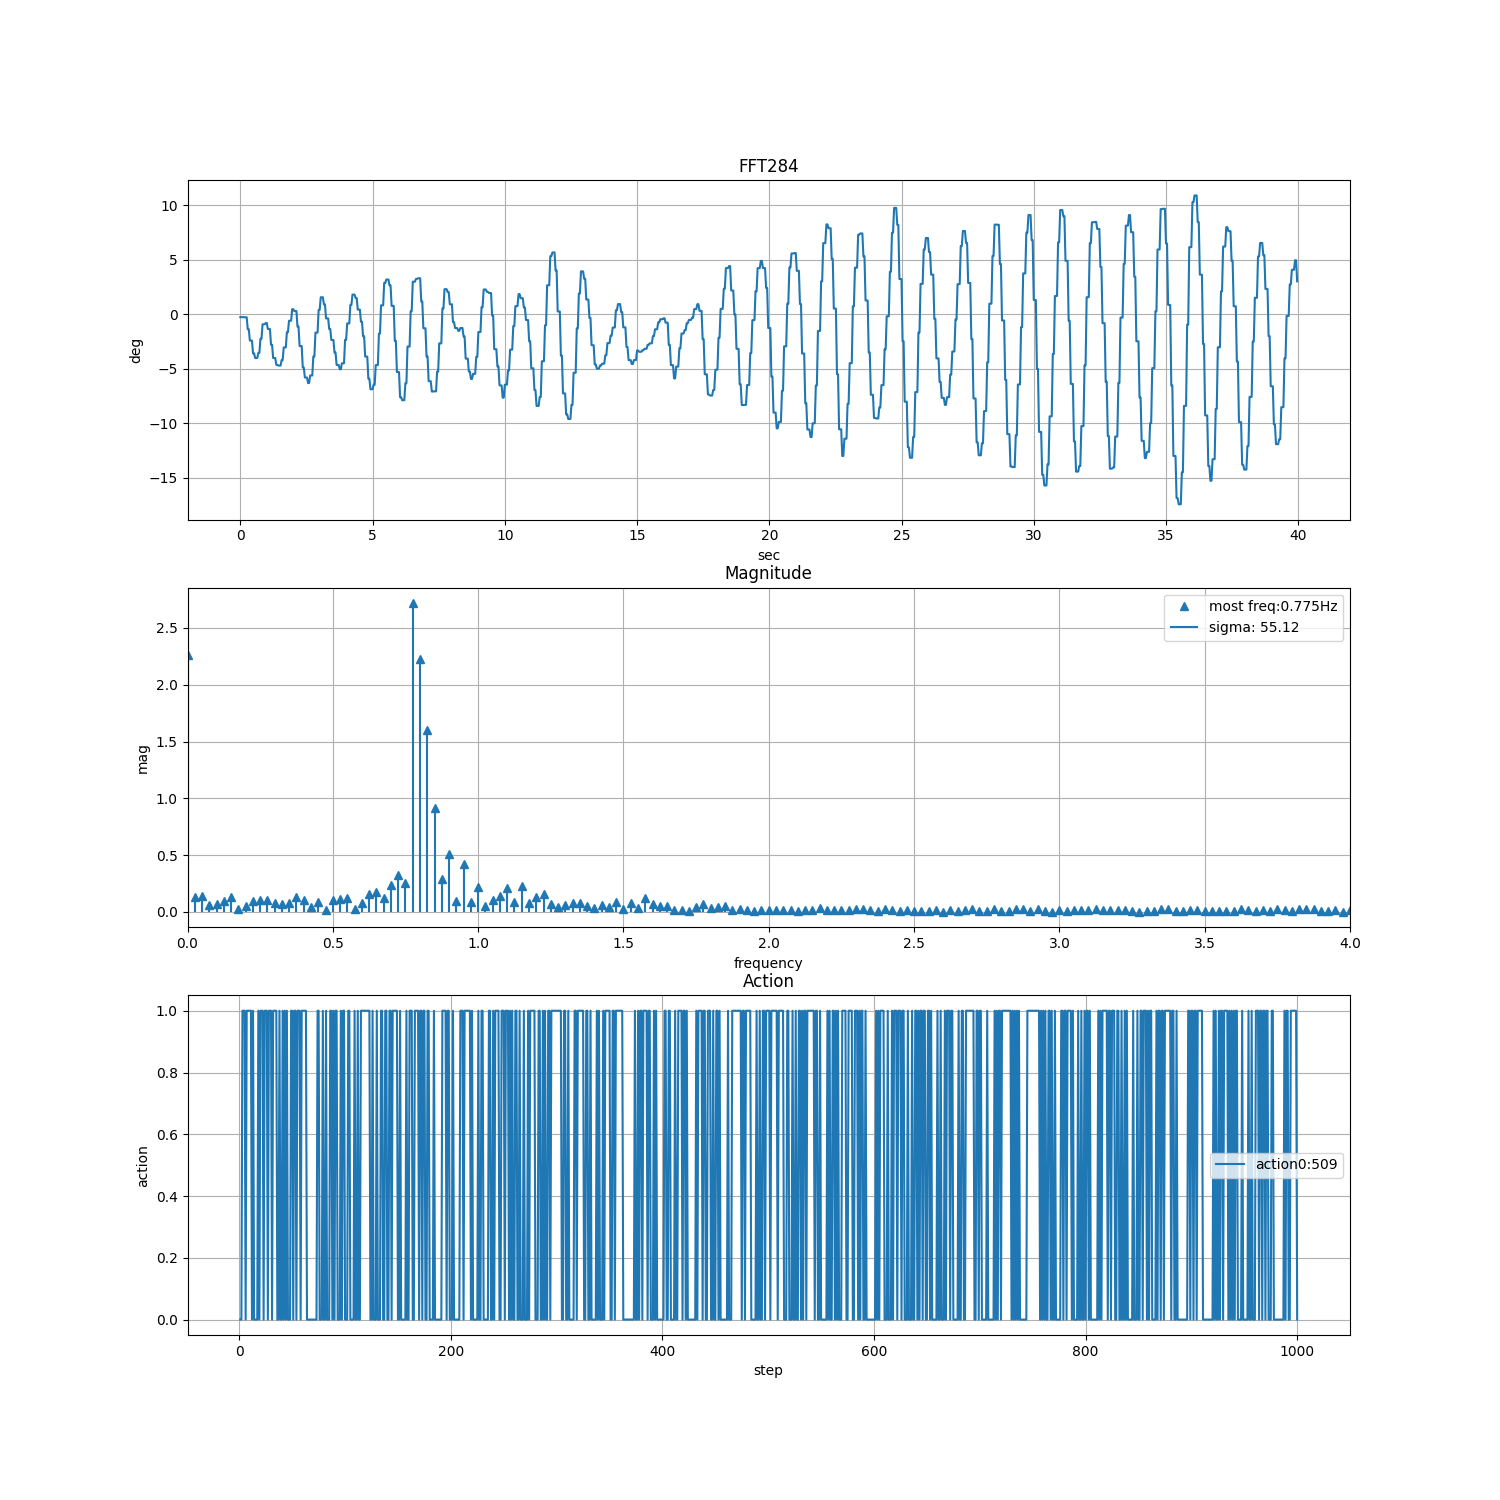 FFT284
10
5
0
−5
−10
−15
deg
0 5 10 15 20 25 30 35 40
sec
Magnitude
most freq:0.775Hz
sigma: 55.12
2.5
2.0
1.5
1.0
0.5
0.0
mag
0.0 0.5 1.0 1.5 2.0 2.5 3.0 3.5 4.0
frequency
Action
1.0
0.8
0.6
0.4
0.2
0.0
action
action0:509
0 200 400 600 800 1000
step